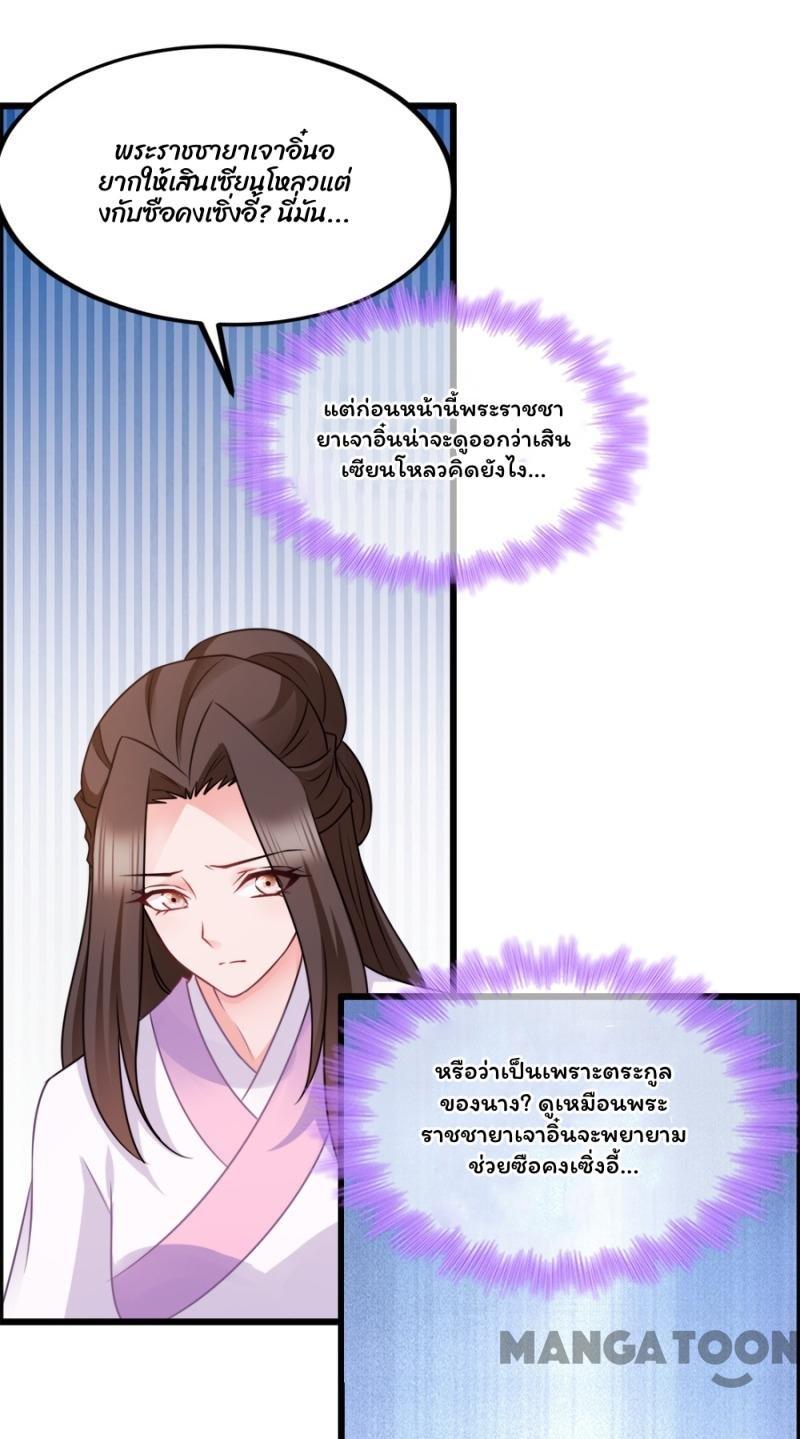 พระราชชายาเจาอิ๋นอ
ยากให้เสินเซียนโหลวแต่
งกับซือคงเซิ่งอี้? นี่มัน...
แต่ก่อนหน้านี้พระราชชา
ยาเจาอิ๋นน่าจะดูออกว่าเสิน
เซียนโหลวคิดยังไง...
หรือว่าเป็นเพราะตระกูล
ของนาง? ดูเหมือนพระ
ราชชายาเจาอิ๋นจะพยายาม
ช่วยซือคงเซิ่งอี้...
MANGATOON